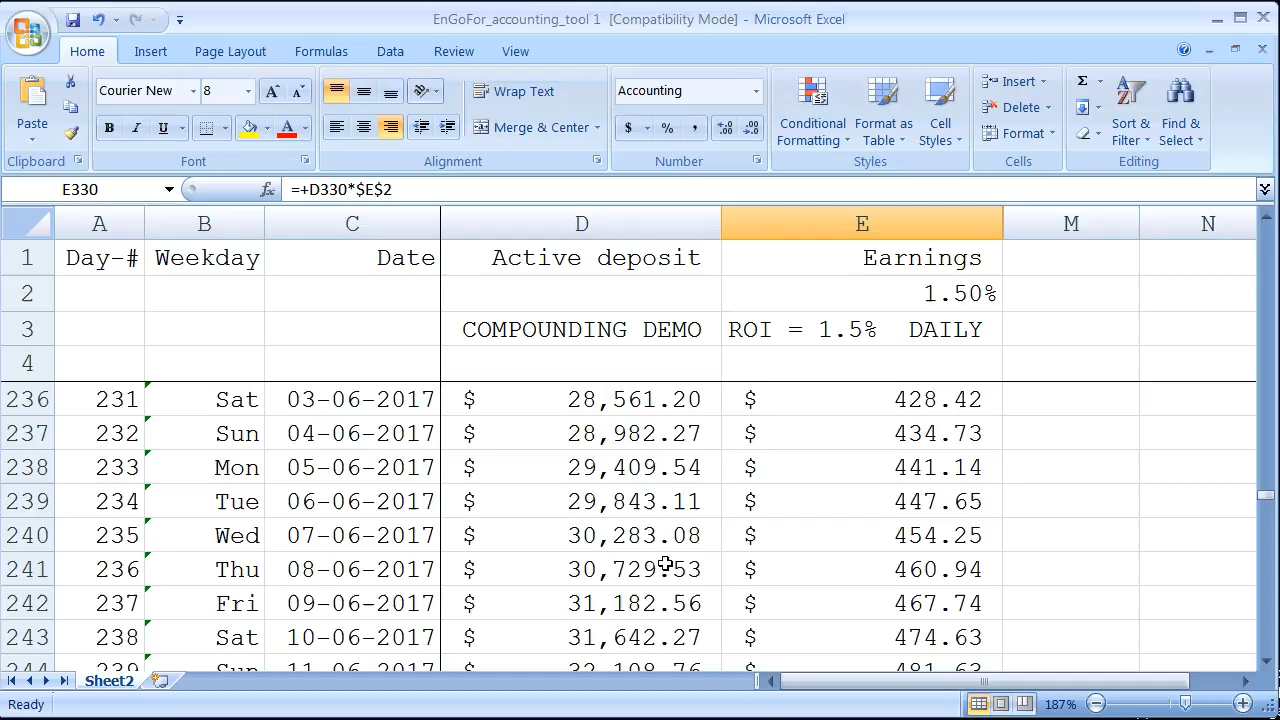 EnGofor_accounting_tool 1 [Compatibility Mode] - Microsoft Excel
Home Insert Page Layout Formulas Data Review View
Courier New 8 Wrap Text Accounting Insert Σ
Paste Merge & Center $ % , Conditional Formatting Format as Table Cell Styles Delete Format Sort & Filter Find & Select
Clipboard Font Alignment Number Styles Cells Editing
E330 fx =+D330*$E$2
A B C D E M N
1 Day-# Weekday Date Active deposit Earnings
2 1.50%
3 COMPOUNDING DEMO ROI = 1.5% DAILY
4
236 231 Sat 03-06-2017 $ 28,561.20 $ 428.42
237 232 Sun 04-06-2017 $ 28,982.27 $ 434.73
238 233 Mon 05-06-2017 $ 29,409.54 $ 441.14
239 234 Tue 06-06-2017 $ 29,843.11 $ 447.65
240 235 Wed 07-06-2017 $ 30,283.08 $ 454.25
241 236 Thu 08-06-2017 $ 30,729.53 $ 460.94
242 237 Fri 09-06-2017 $ 31,182.56 $ 467.74
243 238 Sat 10-06-2017 $ 31,642.27 $ 474.63
244 239 Sun 11-06-2017 $ 32,108.76 $ 481.63
Sheet2
Ready 187%